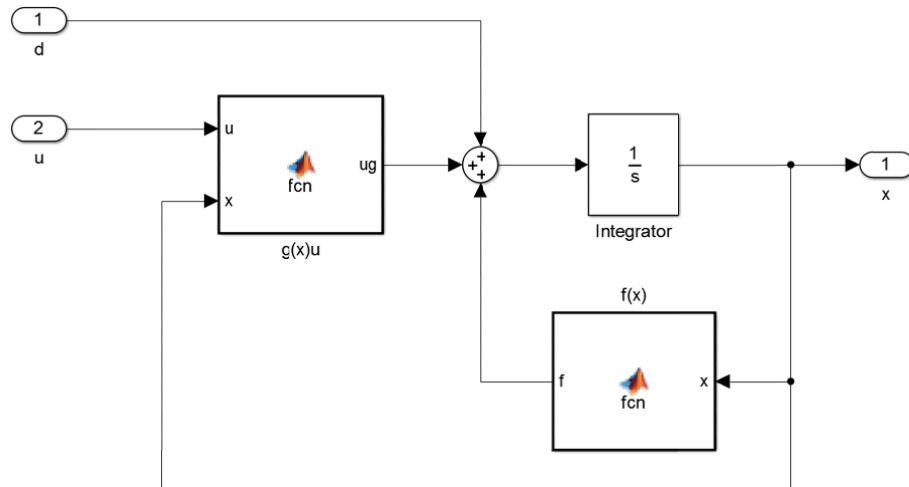 1
d
2
u
u
x
fcn
ug
g(x)u
+
+
+
1
s
Integrator
1
x
f(x)
f
fcn
x